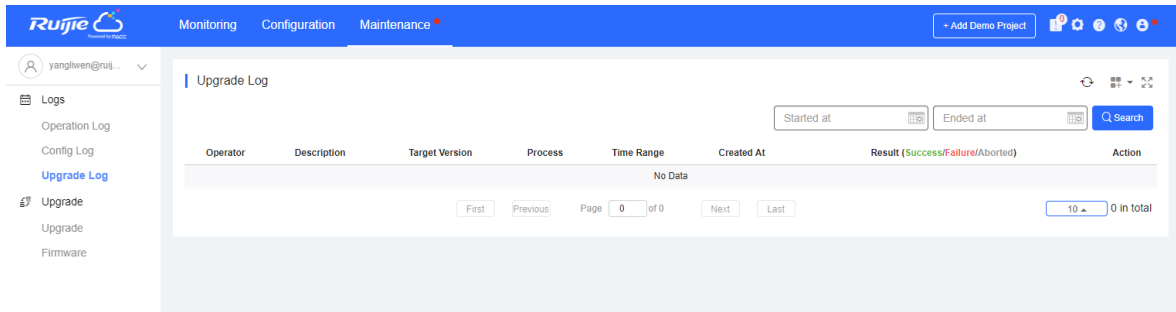 Ruijie Powered by MACC Monitoring Configuration Maintenance + Add Demo Project 0
yangliwen@ruij...
Logs
Operation Log
Config Log
Upgrade Log
Upgrade
Upgrade
Firmware
Upgrade Log
Started at Ended at Search
Operator Description Target Version Process Time Range Created At Result (Success/Failure/Aborted) Action
No Data
First Previous Page 0 of 0 Next Last 10 0 in total